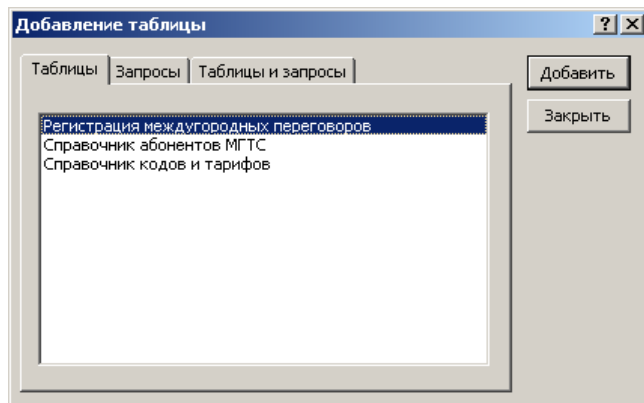 Добавление таблицы
Таблицы Запросы Таблицы и запросы
Добавить
Закрыть
Регистрация междугородных переговоров
Справочник абонентов МГТС
Справочник кодов и тарифов